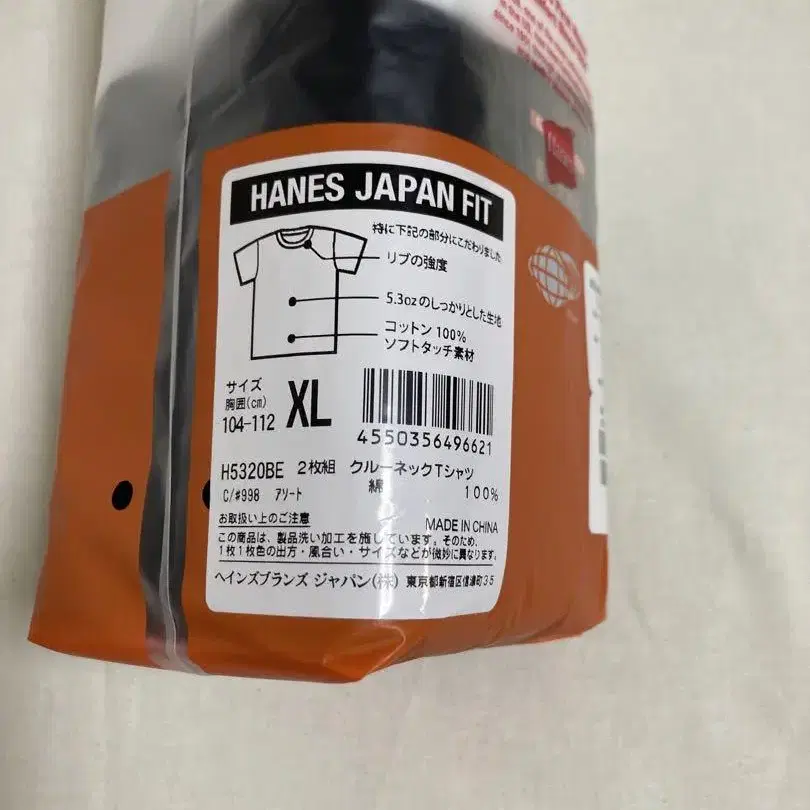 HANES JAPAN FIT
特に下記の部分にこだわりました
リブの強度
5.3ozのしっかりとした生地
コットン 100%
ソフトタッチ素材
サイズ
胸囲(cm)
104-112
XL
4550356496621
H5320BE 2枚組 クルーネックTシャツ
C/#998 アソート 綿 100%
お取扱い上のご注意
MADE IN CHINA
この商品は、製品洗い加工を施しています。そのため、
1枚1枚色の出方・風合い・サイズなどが微妙に異なります。
ヘインズブランズ ジャパン(株) 東京都新宿区信濃町35